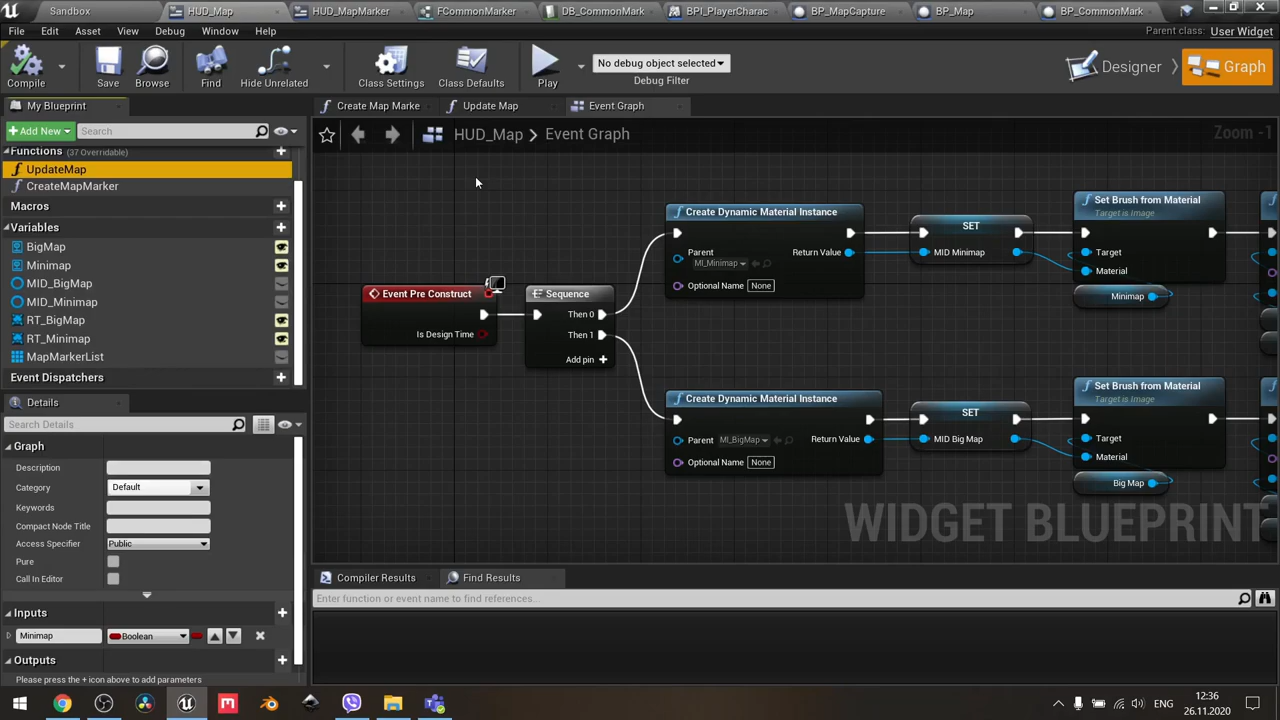 Sandbox
HUD_Map
HUD_MapMarker
FCommonMarker
DB_CommonMark
BPI_PlayerCharac
BP_MapCapture
BP_Map
BP_CommonMark
File Edit Asset View Debug Window Help
Parent class: User Widget
Compile
Save
Browse
Find
Hide Unrelated
Class Settings
Class Defaults
Play
No debug object selected
Debug Filter
Designer
Graph
My Blueprint
Create Map Marke
Update Map
Event Graph
Add New
Search
HUD_Map > Event Graph
Zoom -1
Functions (37 Overridable)
UpdateMap
CreateMapMarker
Macros
Variables
BigMap
Minimap
MID_BigMap
MID_Minimap
RT_BigMap
RT_Minimap
MapMarkerList
Event Dispatchers
Event Pre Construct
Is Design Time
Sequence
Then 0
Then 1
Add pin
Create Dynamic Material Instance
Parent
MI_Minimap
Return Value
Optional Name None
SET
MID Minimap
Set Brush from Material
Target is Image
Target
Material
Minimap
Create Dynamic Material Instance
Parent MI_BigMap
Return Value
Optional Name None
SET
MID Big Map
Set Brush from Material
Target is Image
Target
Material
Big Map
WIDGET BLUEPRINT
Details
Search Details
Graph
Description
Category Default
Keywords
Compact Node Title
Access Specifier Public
Pure
Call In Editor
Inputs
Minimap Boolean
Outputs
Please press the + icon above to add parameters
Compiler Results
Find Results
Enter function or event name to find references...
ENG
12:36
26.11.2020